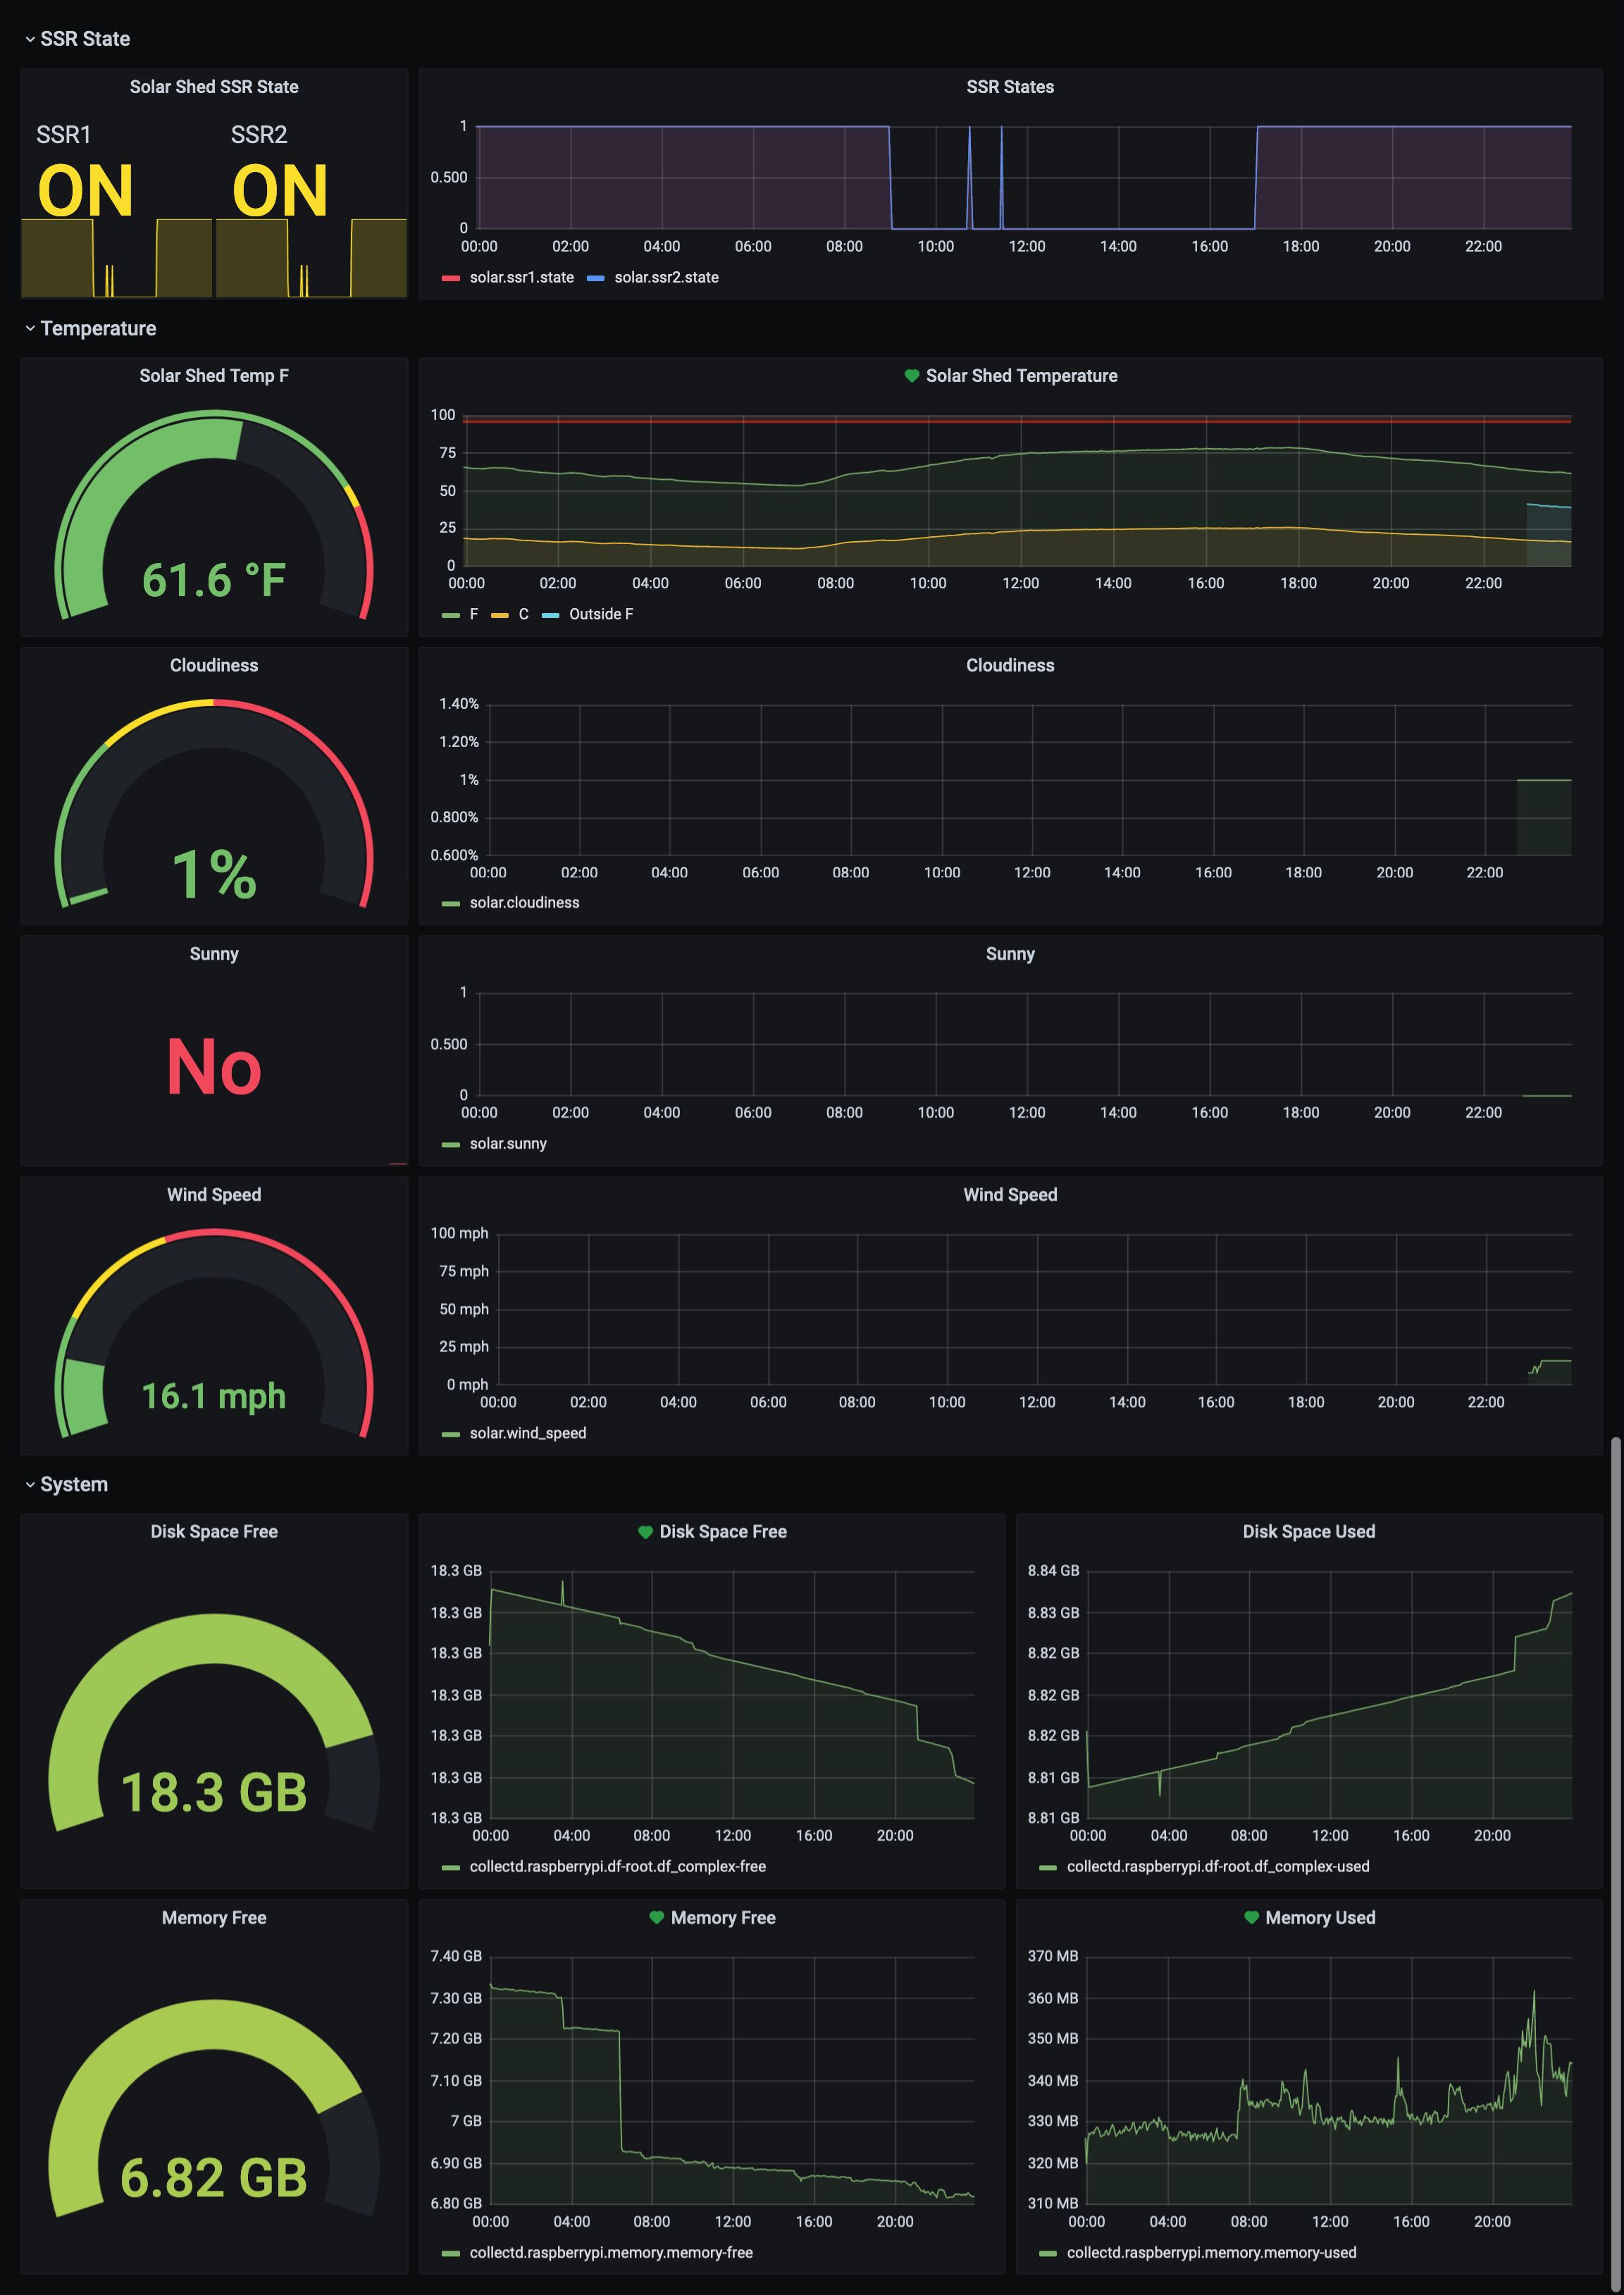 SSR State
Solar Shed SSR State
SSR1 SSR2
ON ON
SSR States
1
0.500
0
00:00 02:00 04:00 06:00 08:00 10:00 12:00 14:00 16:00 18:00 20:00 22:00
solar.ssr1.state solar.ssr2.state
Temperature
Solar Shed Temp F
61.6 °F
Solar Shed Temperature
100
75
50
25
0
00:00 02:00 04:00 06:00 08:00 10:00 12:00 14:00 16:00 18:00 20:00 22:00
F C Outside F
Cloudiness
1%
Cloudiness
1.40%
1.20%
1%
0.800%
0.600%
00:00 02:00 04:00 06:00 08:00 10:00 12:00 14:00 16:00 18:00 20:00 22:00
solar.cloudiness
Sunny
No
Sunny
1
0.500
0
00:00 02:00 04:00 06:00 08:00 10:00 12:00 14:00 16:00 18:00 20:00 22:00
solar.sunny
Wind Speed
16.1 mph
Wind Speed
100 mph
75 mph
50 mph
25 mph
0 mph
00:00 02:00 04:00 06:00 08:00 10:00 12:00 14:00 16:00 18:00 20:00 22:00
solar.wind_speed
System
Disk Space Free
18.3 GB
Disk Space Free
18.3 GB
18.3 GB
18.3 GB
18.3 GB
18.3 GB
18.3 GB
18.3 GB
00:00 04:00 08:00 12:00 16:00 20:00
collectd.raspberrypi.df-root.df_complex-free
Disk Space Used
8.84 GB
8.83 GB
8.82 GB
8.82 GB
8.82 GB
8.81 GB
8.81 GB
00:00 04:00 08:00 12:00 16:00 20:00
collectd.raspberrypi.df-root.df_complex-used
Memory Free
6.82 GB
Memory Free
7.40 GB
7.30 GB
7.20 GB
7.10 GB
7 GB
6.90 GB
6.80 GB
00:00 04:00 08:00 12:00 16:00 20:00
collectd.raspberrypi.memory.memory-free
Memory Used
370 MB
360 MB
350 MB
340 MB
330 MB
320 MB
310 MB
00:00 04:00 08:00 12:00 16:00 20:00
collectd.raspberrypi.memory.memory-used